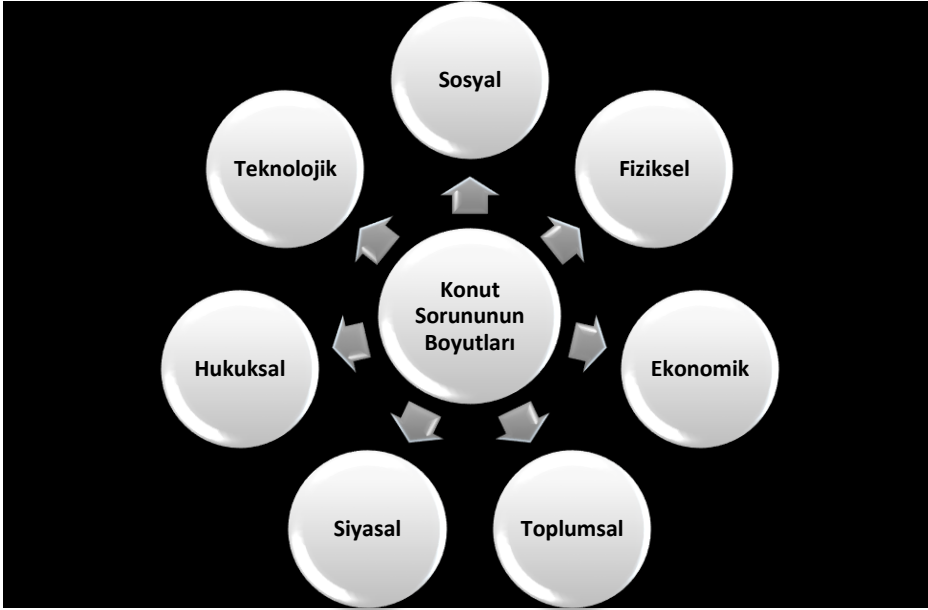 Sosyal
Fiziksel
Ekonomik
Toplumsal
Siyasal
Hukuksal
Teknolojik
Konut
Sorununun
Boyutları